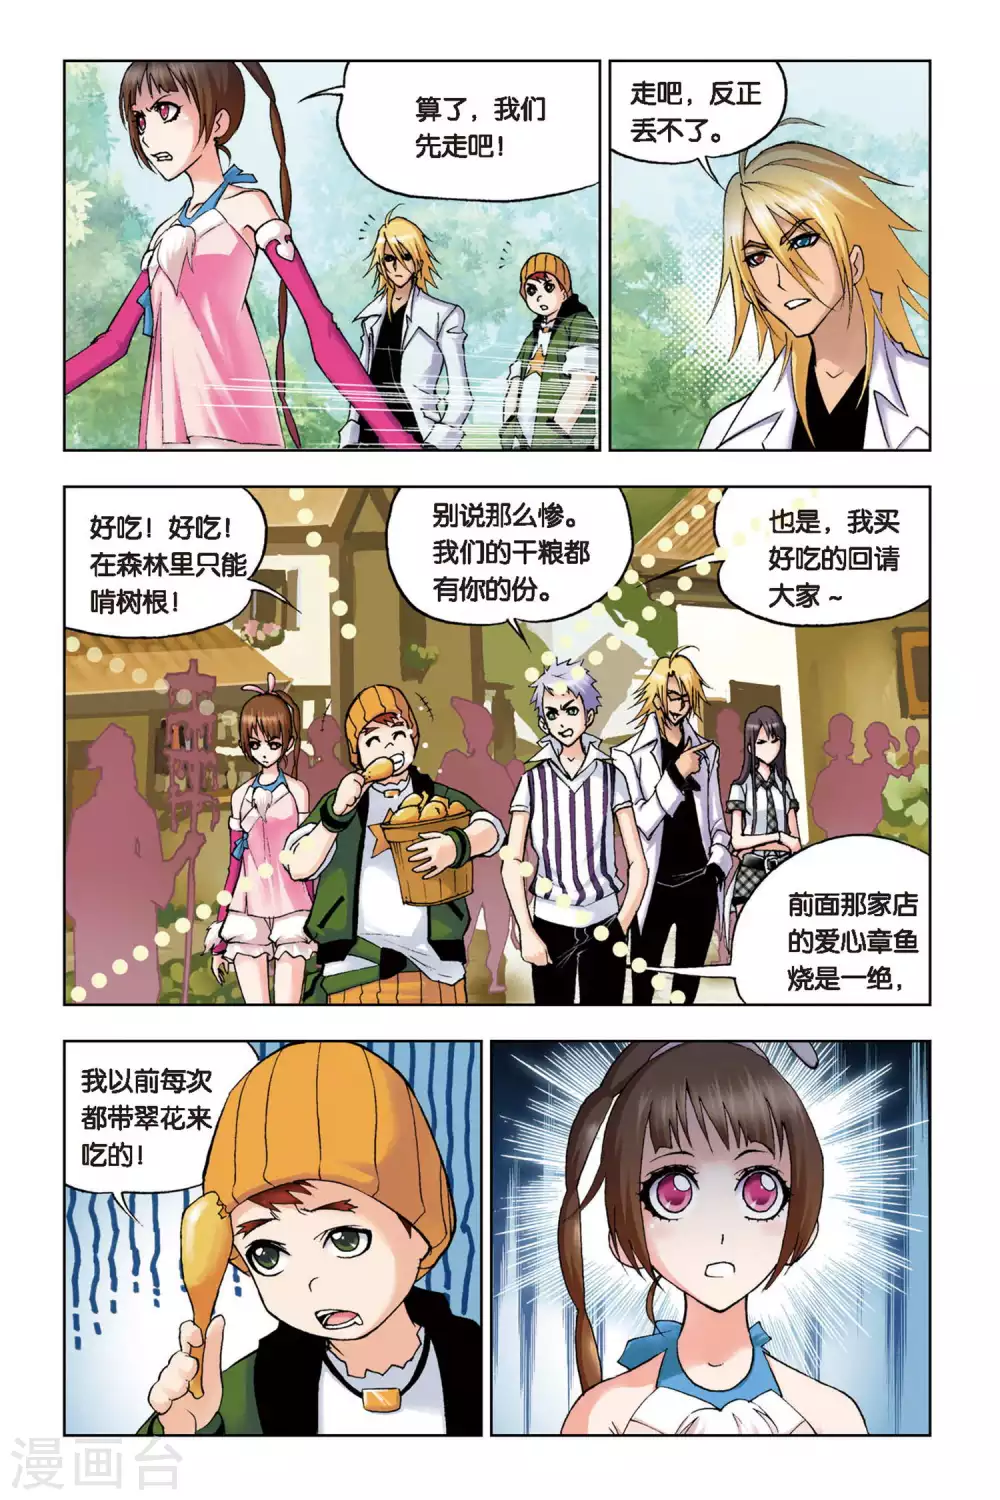 算了，我们
先走吧！
走吧，反正
丢不了。
好吃！好吃！
在森林里只能
啃树根！
别说那么惨。
我们的干粮都
有你的份。
也是，我买
好吃的回请
大家～
前面那家店
的爱心章鱼
烧是一绝，
我以前每次
都带翠花来
吃的！
漫画台